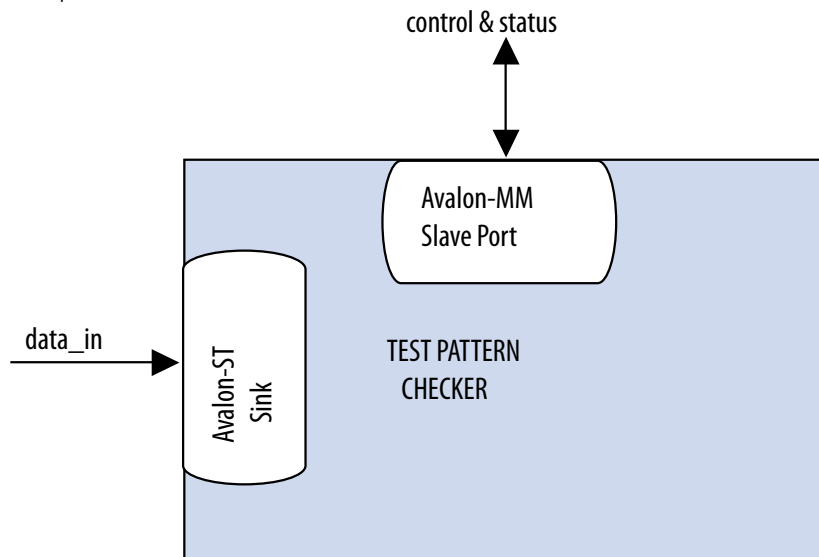 control & status
Avalon-MM
Slave Port
data_in
Avalon-ST
Sink
TEST PATTERN
CHECKER